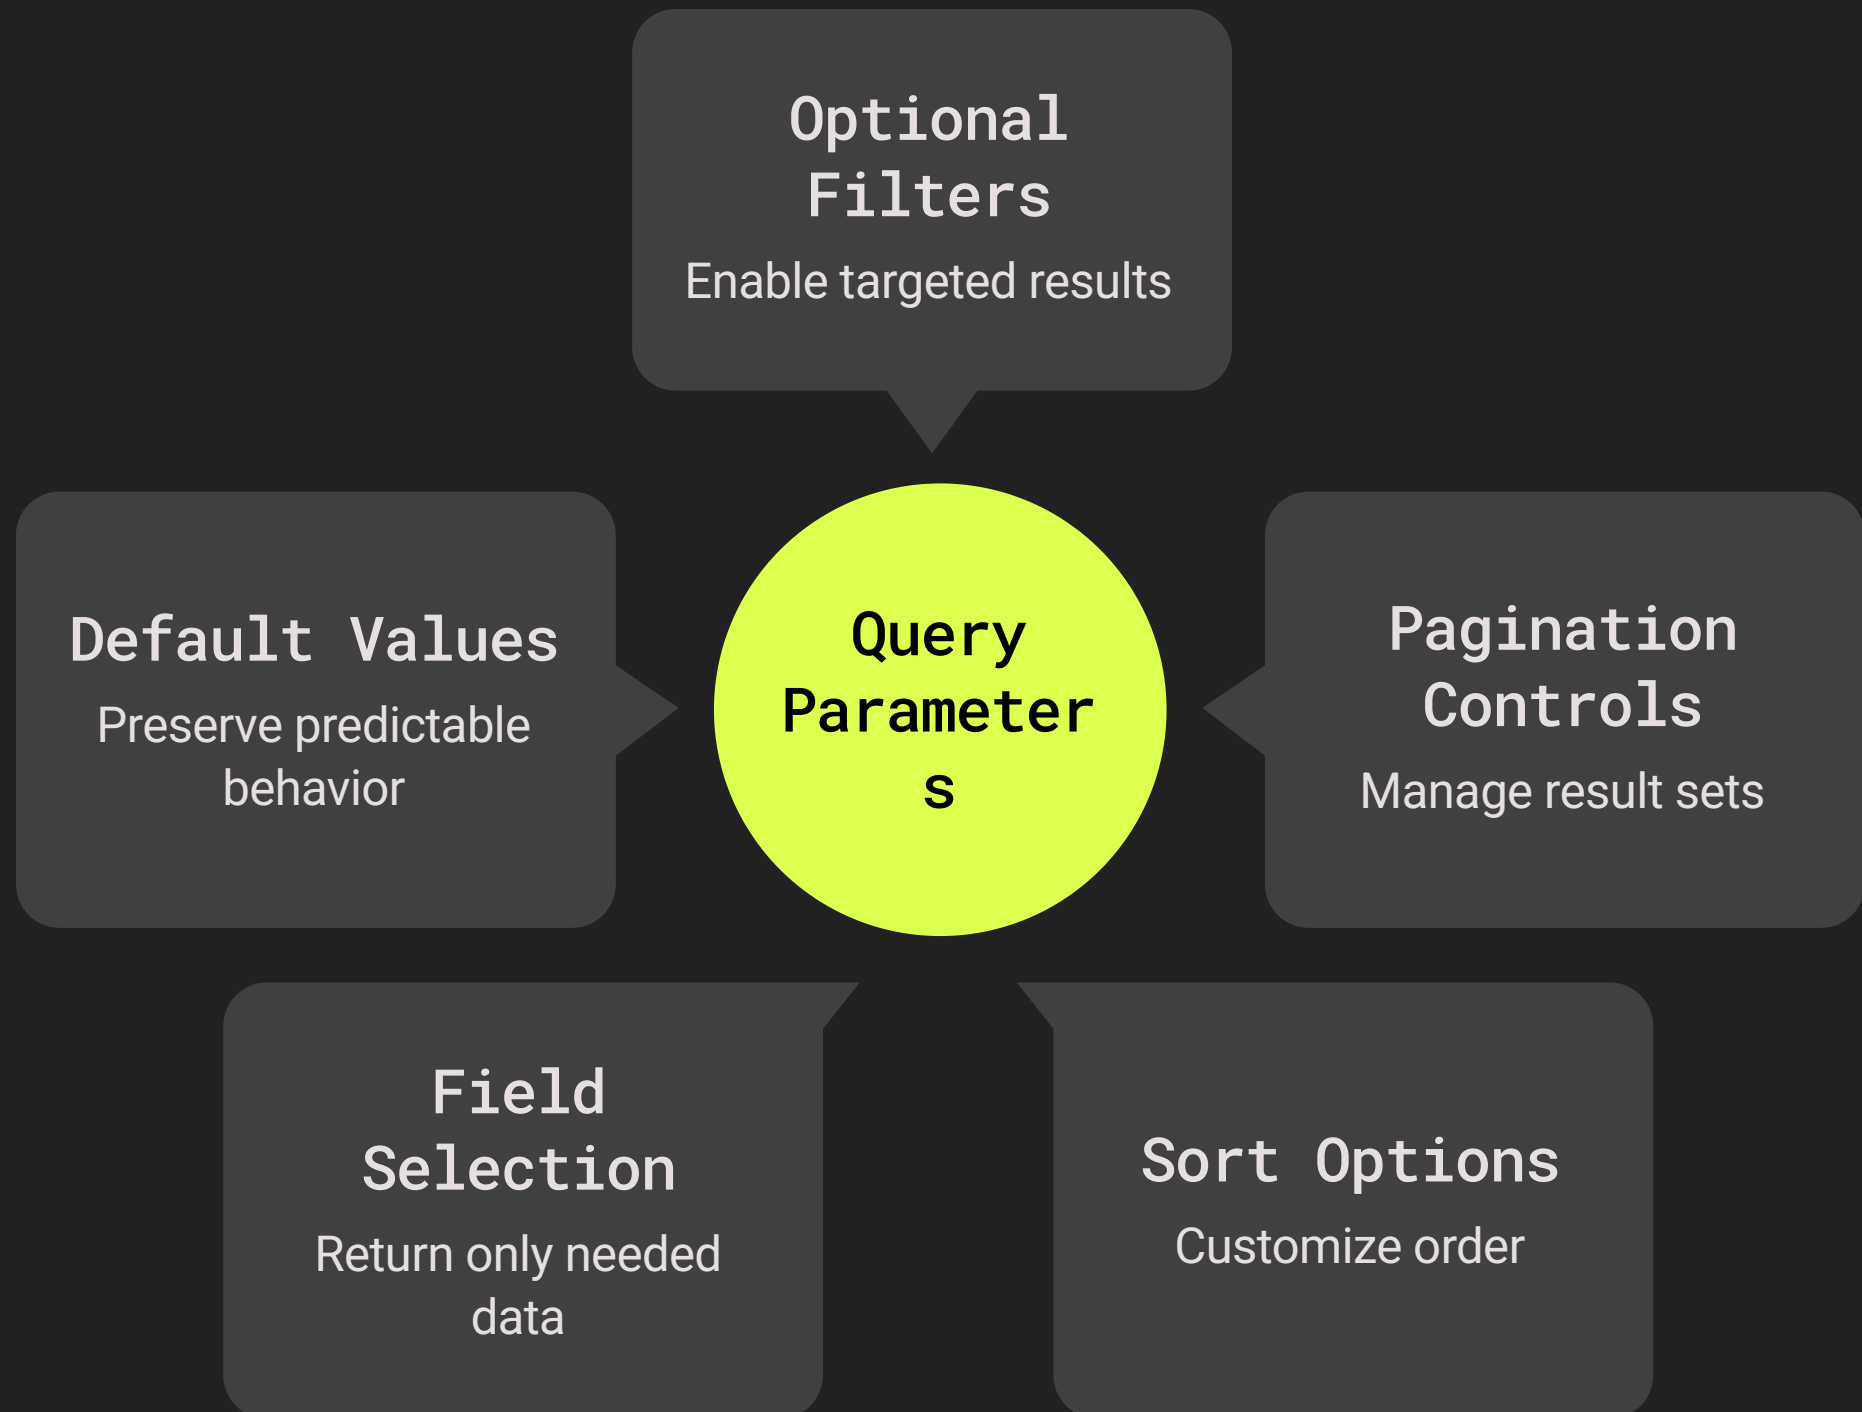 Optional
Filters
Enable targeted results
Default Values
Preserve predictable
behavior
Query
Parameter
s
Pagination
Controls
Manage result sets
Field
Selection
Return only needed
data
Sort Options
Customize order